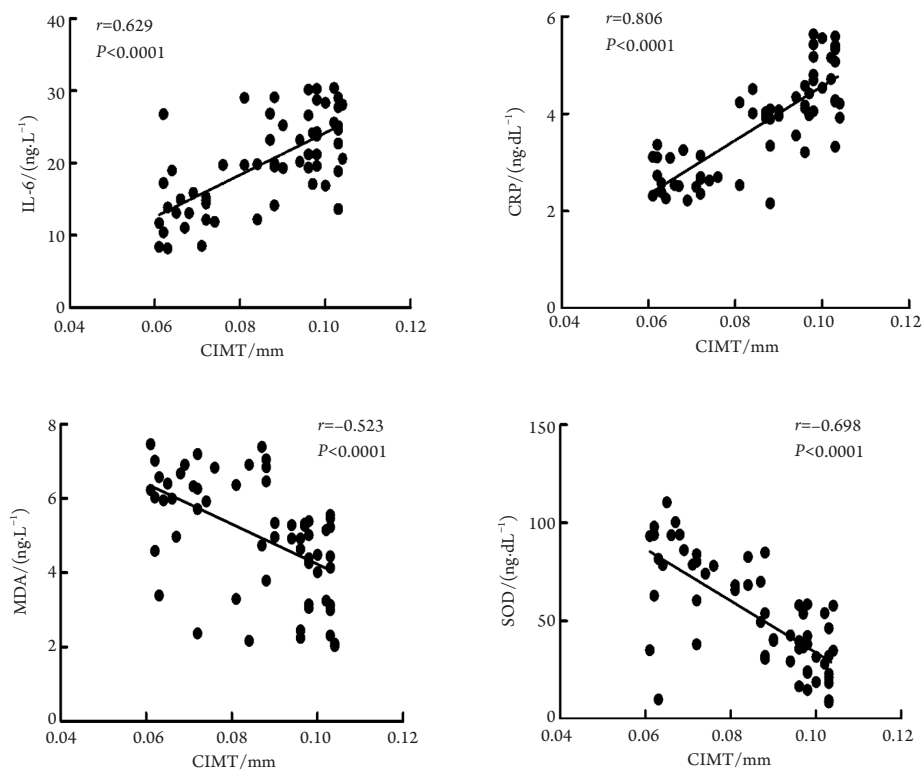 r=0.629
P<0.0001
IL-6/(ng·L⁻¹)
40
30
20
10
0
0.04 0.06 0.08 0.10 0.12
CIMT/mm
r=0.806
P<0.0001
CRP/(ng·dL⁻¹)
6
4
2
0
0.04 0.06 0.08 0.10 0.12
CIMT/mm
r=–0.523
P<0.0001
MDA/(ng·L⁻¹)
8
6
4
2
0
0.04 0.06 0.08 0.10 0.12
CIMT/mm
r=–0.698
P<0.0001
SOD/(ng·dL⁻¹)
150
100
50
0
0.04 0.06 0.08 0.10 0.12
CIMT/mm